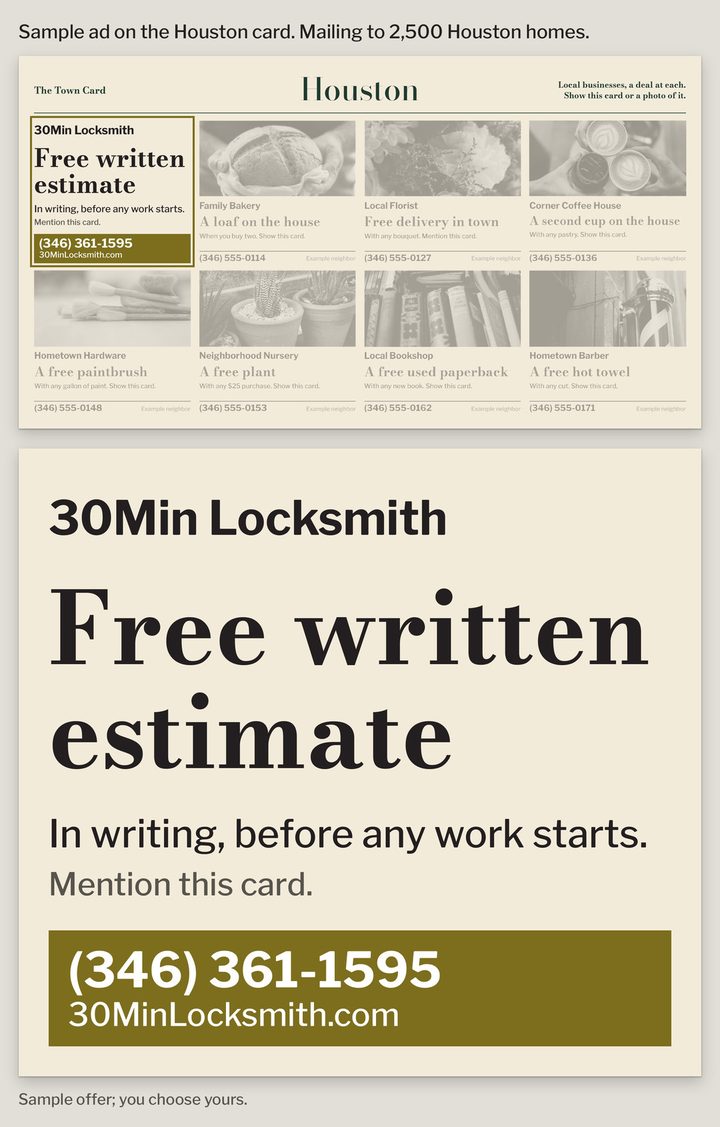 Sample ad on the Houston card. Mailing to 2,500 Houston homes.
The Town Card
Houston
Local businesses, a deal at each.
Show this card or a photo of it.
30Min Locksmith
Free written
estimate
In writing, before any work starts.
Mention this card.
(346) 361-1595
30MinLocksmith.com
Family Bakery
A loaf on the house
When you buy two. Show this card.
(346) 555-0114
Example neighbor
Local Florist
Free delivery in town
With any bouquet. Mention this card.
(346) 555-0127
Example neighbor
Corner Coffee House
A second cup on the house
With any pastry. Show this card.
(346) 555-0136
Example neighbor
Hometown Hardware
A free paintbrush
With any gallon of paint. Show this card.
(346) 555-0148
Example neighbor
Neighborhood Nursery
A free plant
With any $25 purchase. Show this card.
(346) 555-0153
Example neighbor
Local Bookshop
A free used paperback
With any new book. Show this card.
(346) 555-0162
Example neighbor
Hometown Barber
A free hot towel
With any cut. Show this card.
(346) 555-0171
Example neighbor
30Min Locksmith
Free written
estimate
In writing, before any work starts.
Mention this card.
(346) 361-1595
30MinLocksmith.com
Sample offer; you choose yours.